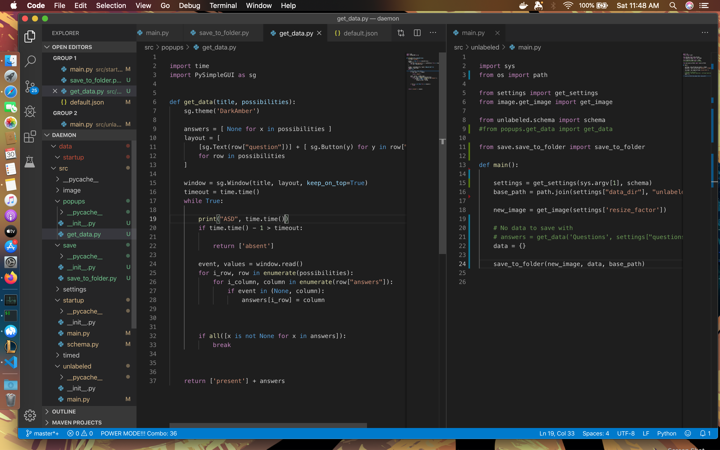 Code File Edit Selection View Go Debug Terminal Window Help 100% Sat 11:48 AM
get_data.py — daemon
EXPLORER
OPEN EDITORS
GROUP 1
main.py src/start... M
save_to_folder.p... M
get_data.py src/... M
default.json
GROUP 2
main.py src/unla... M
DAEMON
data
startup
src
__pycache__
image
popups
__pycache__
__init__.py U
get_data.py M
save
__pycache__
__init__.py U
save_to_folder.py M
settings
startup
__pycache__
__init__.py
main.py M
schema.py M
timed
unlabeled
__pycache__
__init__.py
main.py M
OUTLINE
MAVEN PROJECTS
main.py save_to_folder.py get_data.py default.json
src > popups > get_data.py
1
2 import time
3 import PySimpleGUI as sg
4
5
6 def get_data(title, possibilities):
7 sg.theme('DarkAmber')
8
9 answers = [ None for x in possibilities ]
10 layout = [
11 [sg.Text(row["question"])] + [ sg.Button(y) for y in row[
12 for row in possibilities
13 ]
14
15 window = sg.Window(title, layout, keep_on_top=True)
16 timeout = time.time()
17 while True:
18
19 print("ASD", time.time())
20 if time.time() - 1 > timeout:
21
22 return ['absent']
23
24 event, values = window.read()
25 for i_row, row in enumerate(possibilities):
26 for i_column, column in enumerate(row["answers"]):
27 if event in (None, column):
28 answers[i_row] = column
29
30
31
32 if all([x is not None for x in answers]):
33 break
34
35
36
37 return ['present'] + answers
main.py
src > unlabeled > main.py
1
2 import sys
3 from os import path
4
5 from settings import get_settings
6 from image.get_image import get_image
7
8 from unlabeled.schema import schema
9 #from popups.get_data import get_data
10
11 from save.save_to_folder import save_to_folder
12
13 def main():
14
15 settings = get_settings(sys.argv[1], schema)
16 base_path = path.join(settings["data_dir"], "unlabe
17
18 new_image = get_image(settings['resize_factor'])
19
20 # No data to save with
21 # answers = get_data('Questions', settings["question
22 data = {}
23
24 save_to_folder(new_image, data, base_path)
25
26
master*+ 0 0 POWER MODE!!! Combo: 36 Ln 19, Col 33 Spaces: 4 UTF-8 LF Python 1